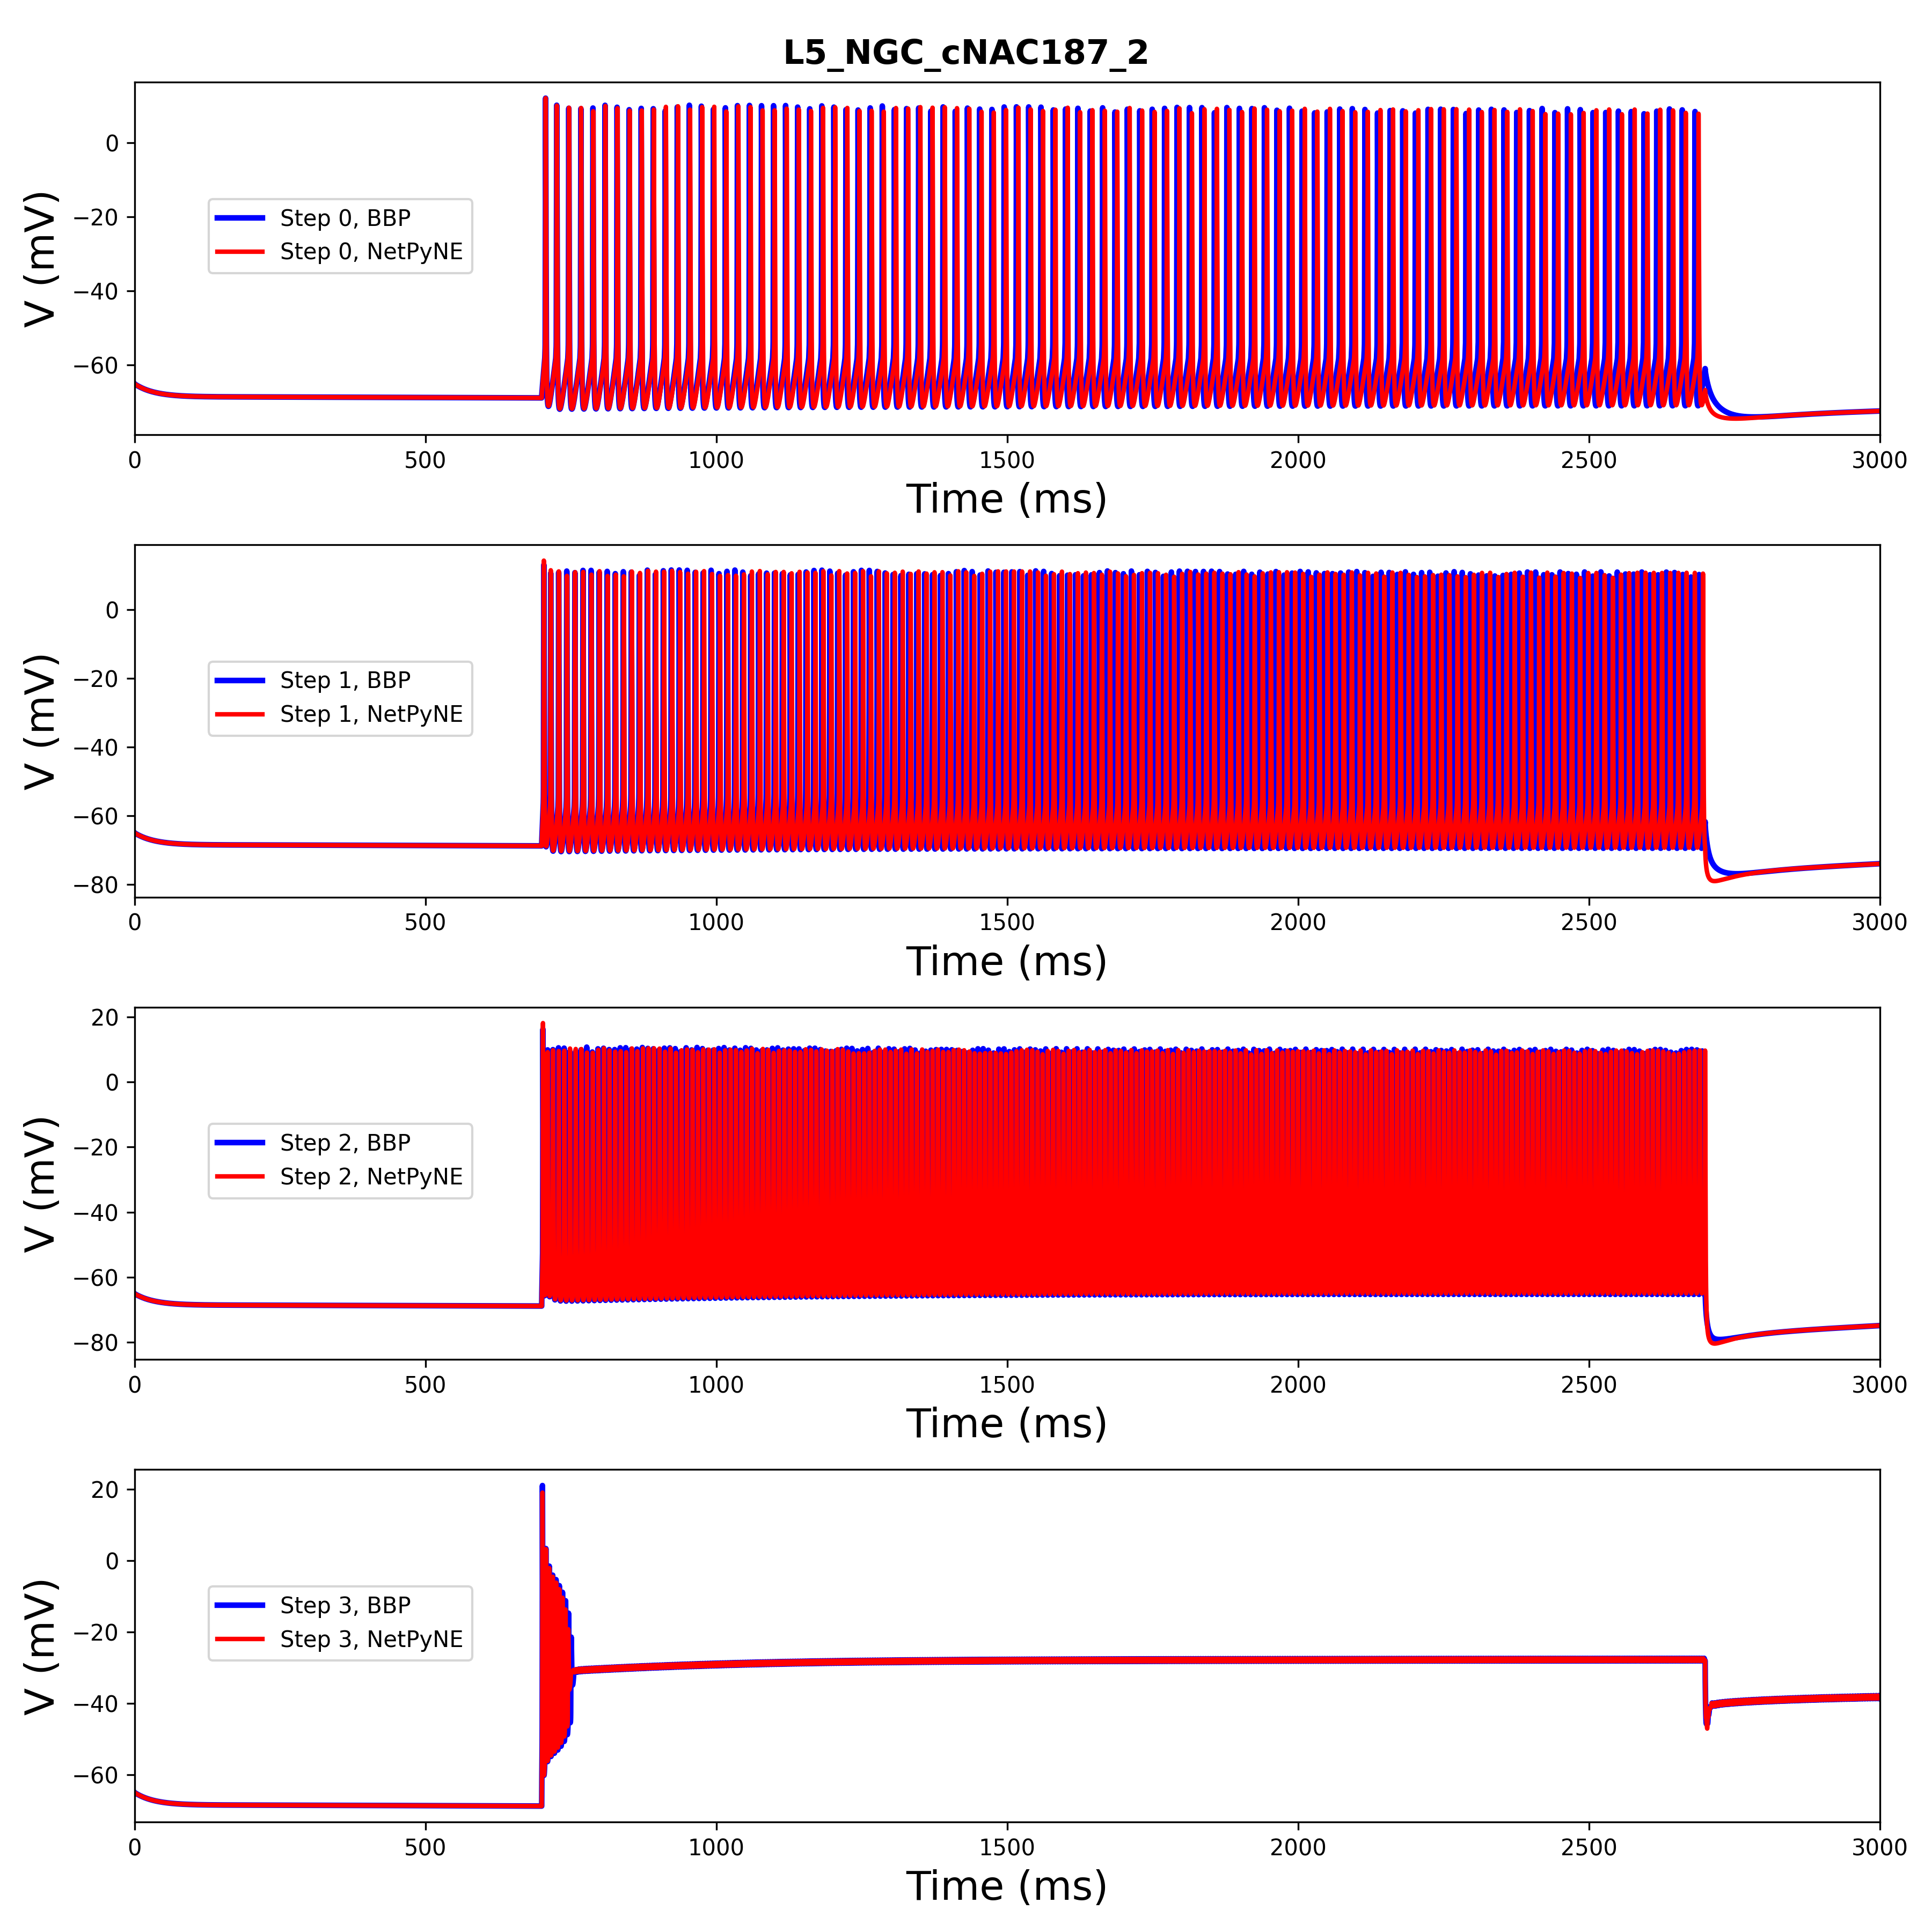 L5_NGC_cNAC187_2
V (mV)
0
−20
−40
−60
Step 0, BBP
Step 0, NetPyNE
0 500 1000 1500 2000 2500 3000
Time (ms)
V (mV)
0
−20
−40
−60
−80
Step 1, BBP
Step 1, NetPyNE
0 500 1000 1500 2000 2500 3000
Time (ms)
V (mV)
20
0
−20
−40
−60
−80
Step 2, BBP
Step 2, NetPyNE
0 500 1000 1500 2000 2500 3000
Time (ms)
V (mV)
20
0
−20
−40
−60
Step 3, BBP
Step 3, NetPyNE
0 500 1000 1500 2000 2500 3000
Time (ms)